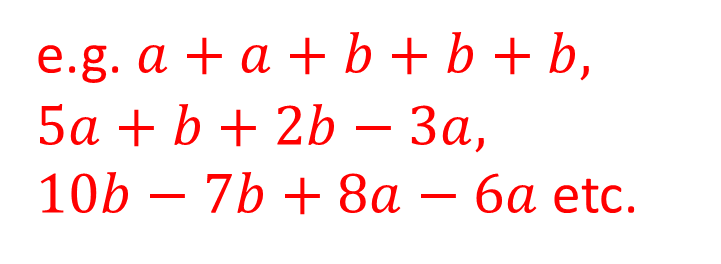 e.g. a + a + b + b + b,
5a + b + 2b − 3a,
10b − 7b + 8a − 6a etc.